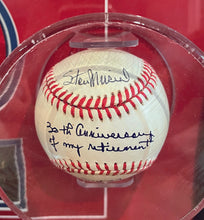 Stan Musial
30th Anniversary
of my retirement